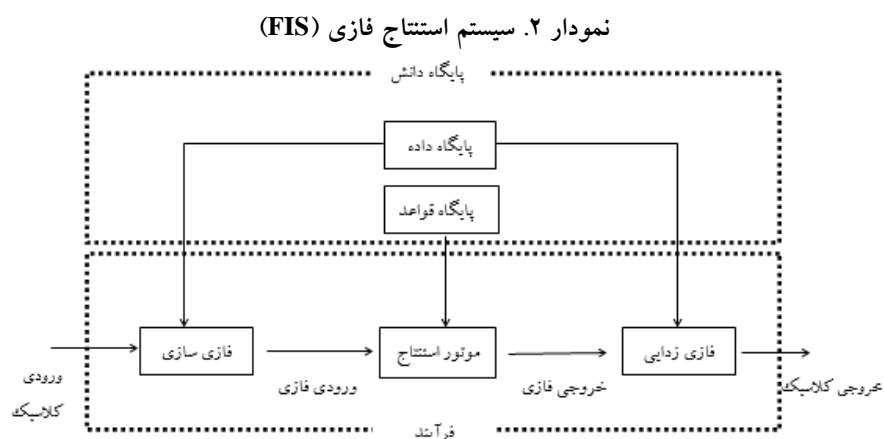 نمودار ۲. سیستم استنتاج فازی (FIS)
پایگاه دانش
پایگاه داده
پایگاه قواعد
فازی سازی
موتور استنتاج
فازی زدایی
ورودی
کلاسیک
ورودی فازی
خروجی فازی
خروجی کلاسیک
فرآیند